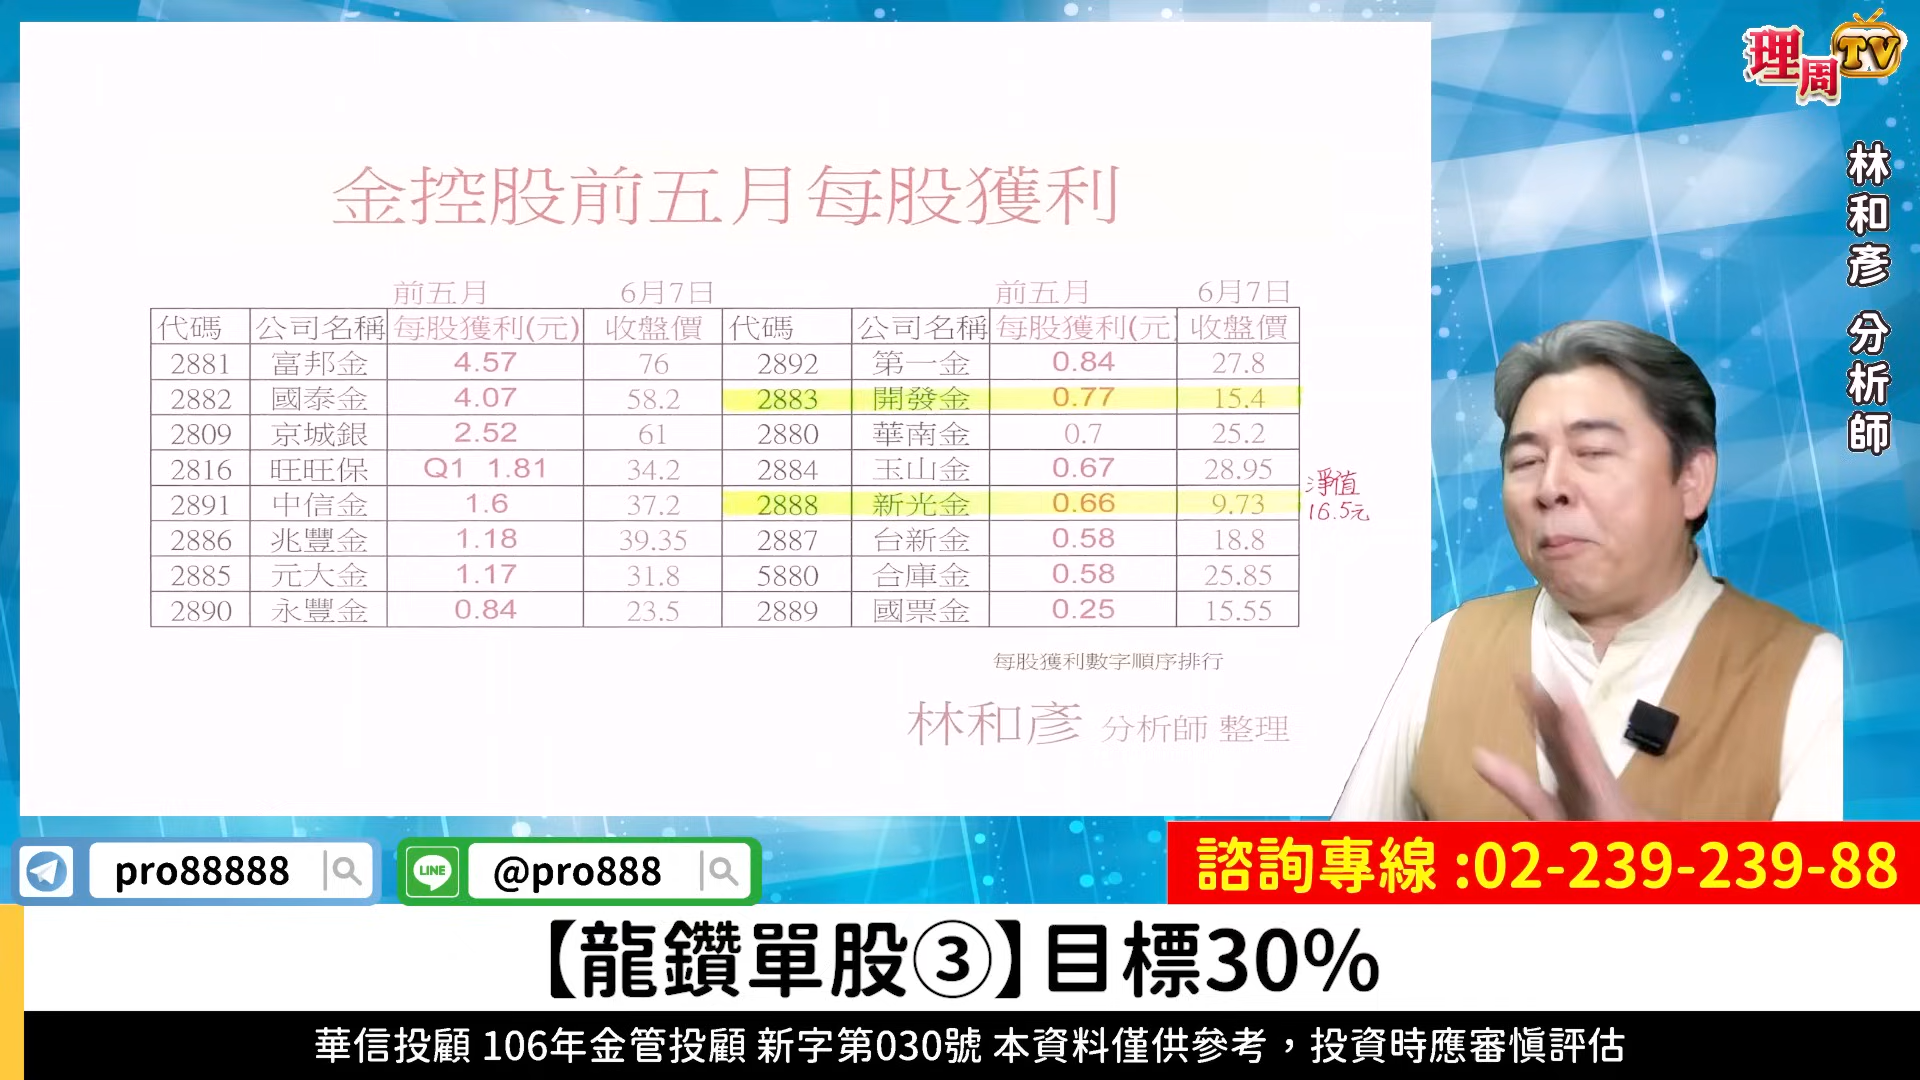 金控股前五月每股獲利
前五月 6月7日 前五月 6月7日
代碼 公司名稱 每股獲利(元) 收盤價 代碼 公司名稱 每股獲利(元) 收盤價
2881 富邦金 4.57 76 2892 第一金 0.84 27.8
2882 國泰金 4.07 58.2 2883 開發金 0.77 15.4
2809 京城銀 2.52 61 2880 華南金 0.7 25.2
2816 旺旺保 Q1 1.81 34.2 2884 玉山金 0.67 28.95
2891 中信金 1.6 37.2 2888 新光金 0.66 9.73
淨值
16.5元
2886 兆豐金 1.18 39.35 2887 台新金 0.58 18.8
2885 元大金 1.17 31.8 5880 合庫金 0.58 25.85
2890 永豐金 0.84 23.5 2889 國票金 0.25 15.55
每股獲利數字順序排行
林和彥 分析師 整理
理周TV
林和彥 分析師
pro88888
LINE
@pro888
諮詢專線:02-239-239-88
【龍鑽單股③】目標30%
華信投顧 106年金管投顧 新字第030號 本資料僅供參考，投資時應審慎評估